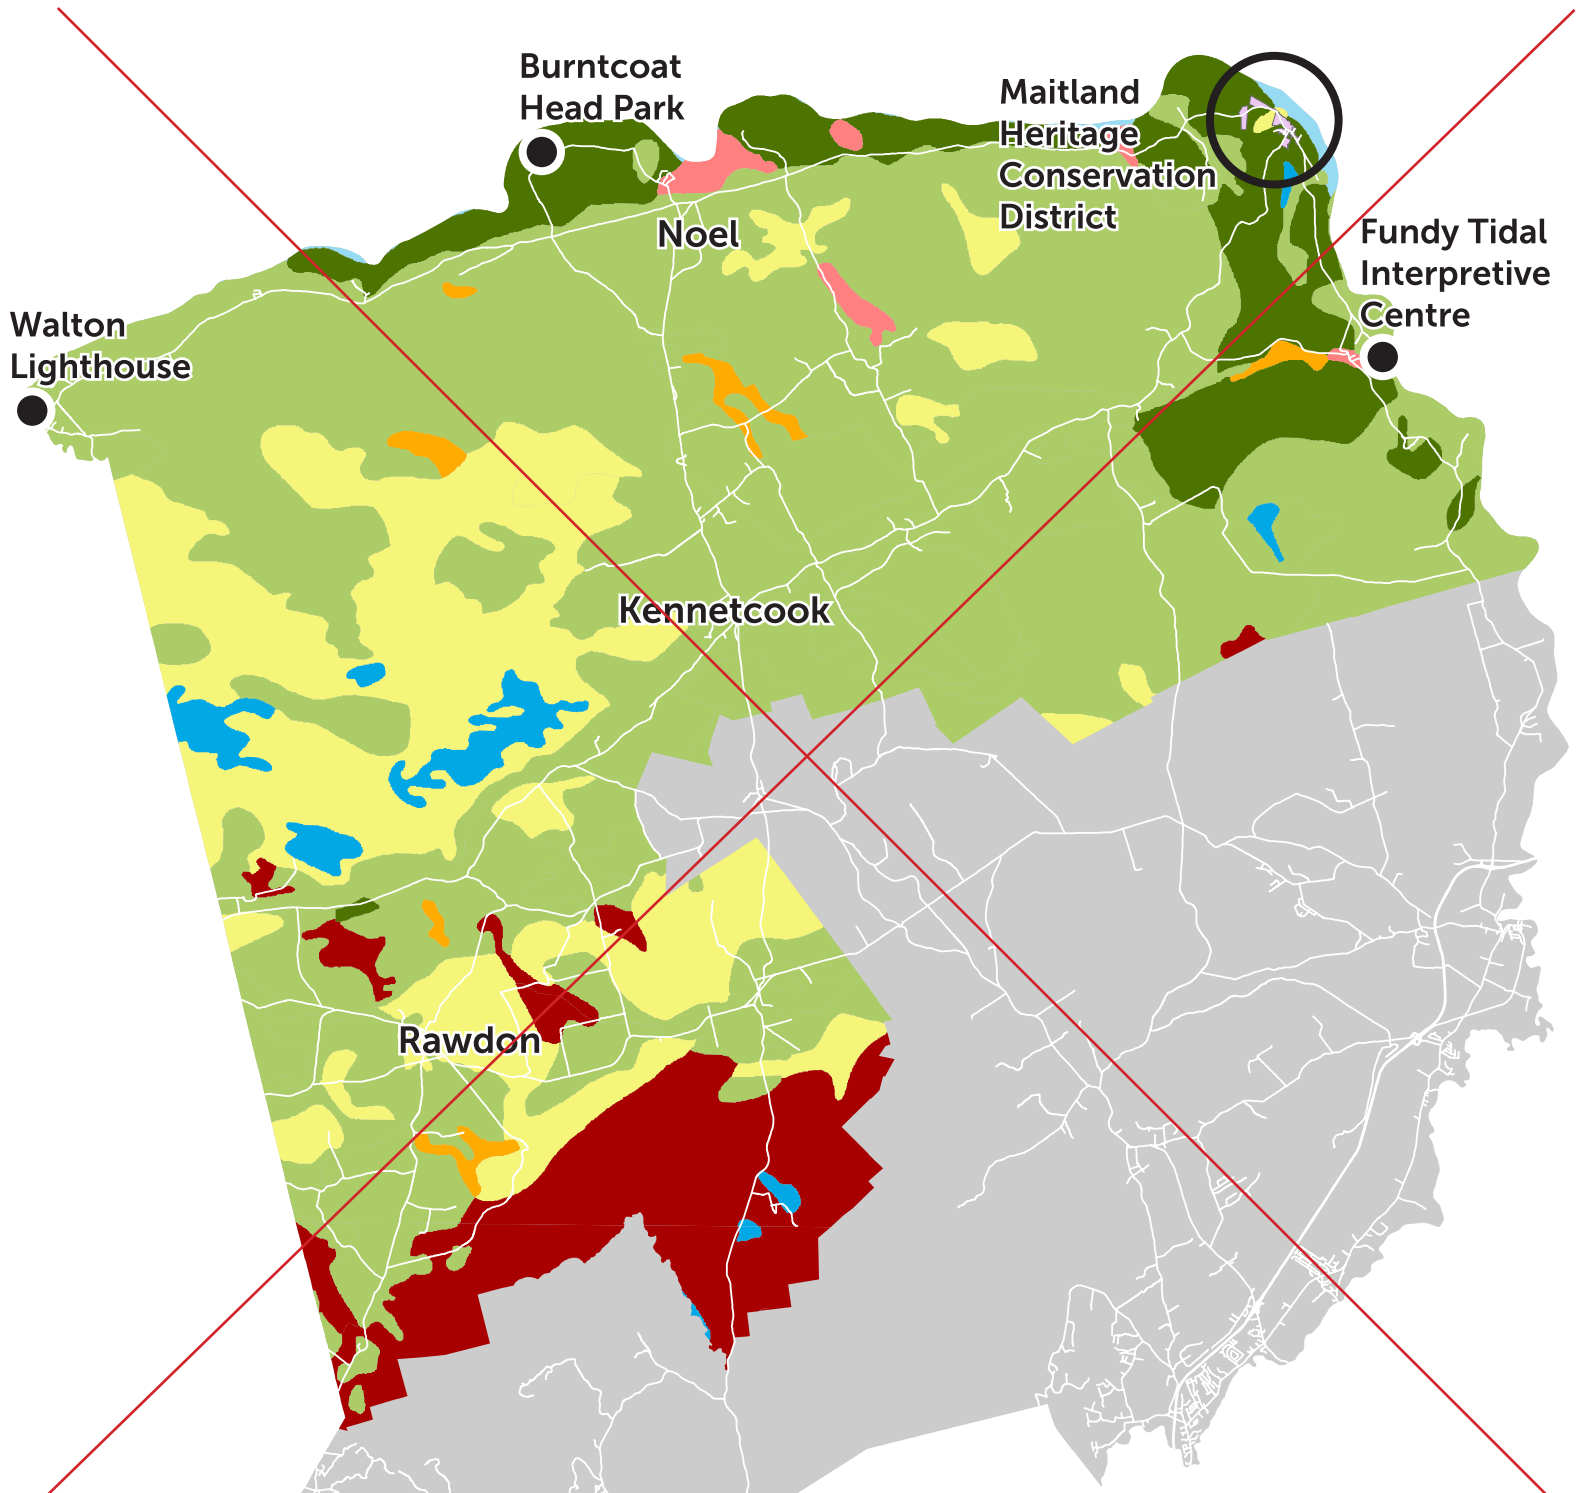 Burntcoat
Head Park
Maitland
Heritage
Conservation
District
Noel
Fundy Tidal
Interpretive
Centre
Walton
Lighthouse
Kennetcook
Rawdon